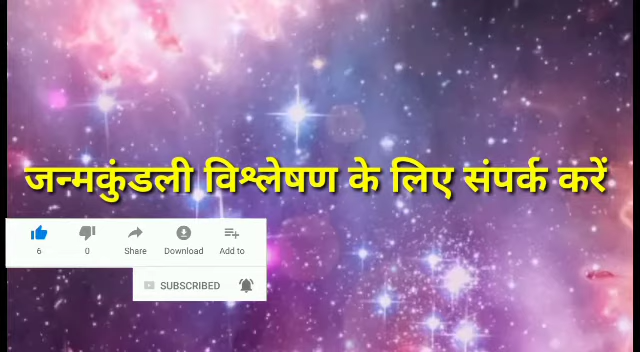 जन्मकुंडली विश्लेषण के लिए संपर्क करें
6 0 Share Download Add to
SUBSCRIBED